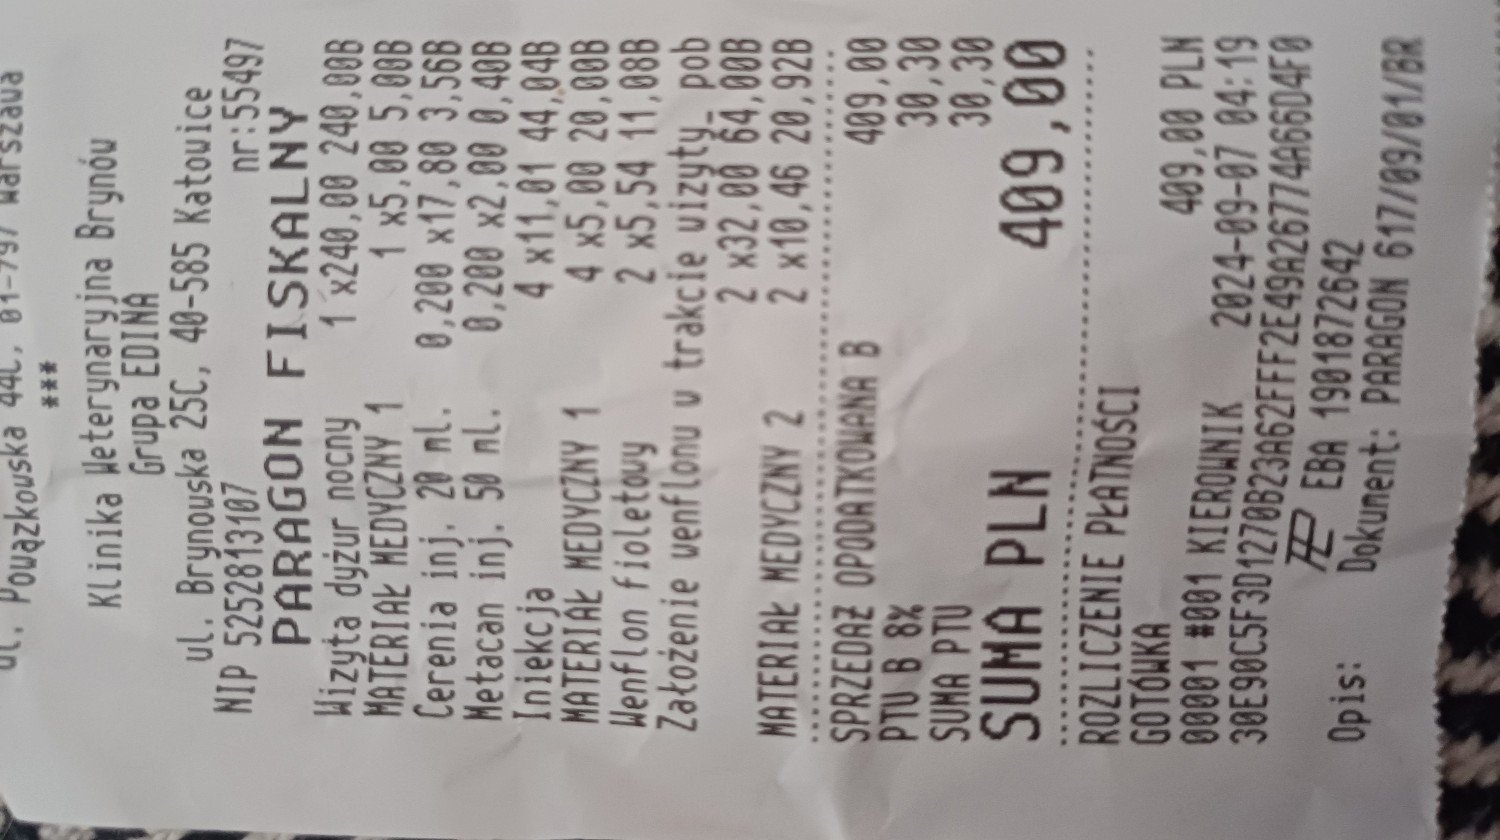 ul. Powązkowska 44C, 01-797 Warszawa
***
Klinika Weterynaryjna Brynów
Grupa EDINA
ul. Brynowska 25C, 40-585 Katowice
NIP 5252813107 nr:55497
PARAGON FISKALNY
Wizyta dyżur nocny 1 x240,00 240,00B
MATERIAŁ MEDYCZNY 1 1 x5,00 5,00B
Cerenia inj. 20 ml. 0,200 x17,80 3,56B
Metacan inj. 50 ml. 0,200 x2,00 0,40B
Iniekcja 4 x11,01 44,04B
MATERIAŁ MEDYCZNY 1 4 x5,00 20,00B
Wenflon fioletowy 2 x5,54 11,08B
Założenie wenflonu w trakcie wizyty_ pob
2 x32,00 64,00B
MATERIAŁ MEDYCZNY 2 2 x10,46 20,92B
SPRZEDAŻ OPODATKOWANA B 409,00
PTU B 8% 30,30
SUMA PTU 30,30
SUMA PLN 409,00
ROZLICZENIE PŁATNOŚCI
GOTÓWKA 409,00 PLN
00001 #001 KIEROWNIK 2024-09-07 04:19
30E90C5F3D1270B23A62FFF2E49A26774A66D4F0
EBA 1901872642
Opis: Dokument: PARAGON 617/09/01/BR